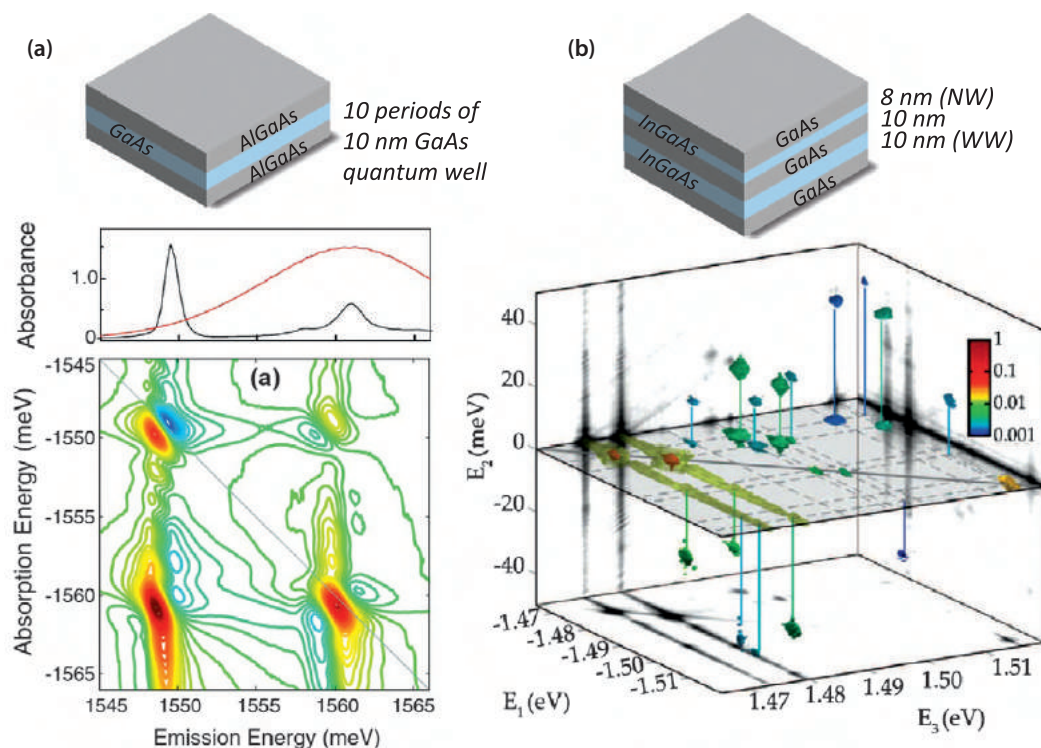 (a)
GaAs
AlGaAs
AlGaAs
10 periods of
10 nm GaAs
quantum well
Absorbance
1.0
0
Absorption Energy (meV)
(a)
-1545
-1550
-1555
-1560
-1565
1545
1550
1555
1560
1565
Emission Energy (meV)
(b)
InGaAs
InGaAs
GaAs
GaAs
GaAs
8 nm (NW)
10 nm
10 nm (WW)
E2 (meV)
40
20
0
-20
-40
1
0.1
0.01
0.001
-1.47
-1.48
-1.49
-1.50
-1.51
E1 (eV)
1.47
1.48
1.49
1.50
1.51
E3 (eV)